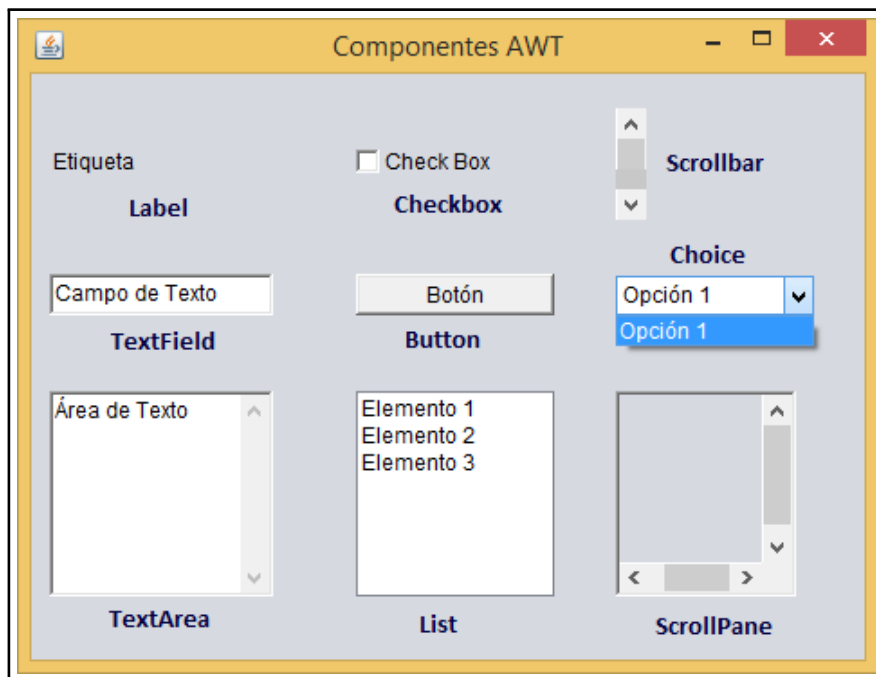 Componentes AWT
Etiqueta
Label
Check Box
Checkbox
Scrollbar
Campo de Texto
TextField
Botón
Button
Choice
Opción 1
Opción 1
Área de Texto
TextArea
Elemento 1
Elemento 2
Elemento 3
List
ScrollPane